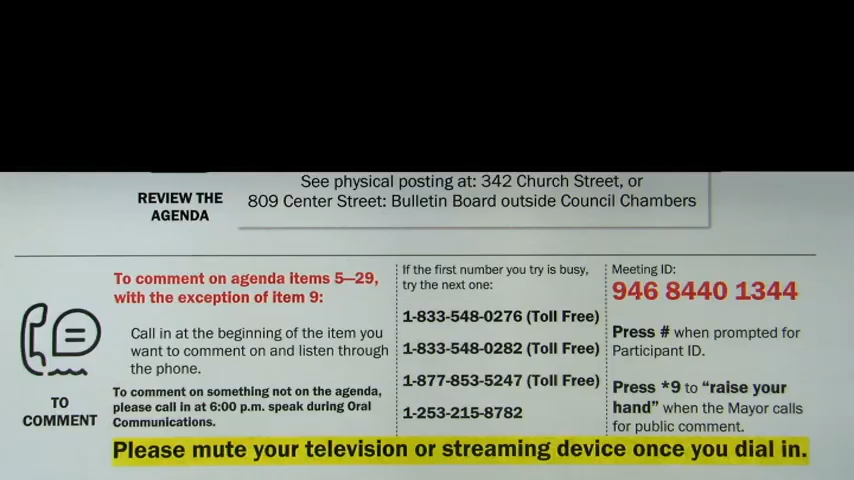 See physical posting at: 342 Church Street, or
REVIEW THE
AGENDA
809 Center Street: Bulletin Board outside Council Chambers
To comment on agenda items 5—29,
with the exception of item 9:
Call in at the beginning of the item you
want to comment on and listen through
the phone.
To comment on something not on the agenda,
please call in at 6:00 p.m. speak during Oral
Communications.
TO
COMMENT
If the first number you try is busy,
try the next one:
1-833-548-0276 (Toll Free)
1-833-548-0282 (Toll Free)
1-877-853-5247 (Toll Free)
1-253-215-8782
Meeting ID:
946 8440 1344
Press # when prompted for
Participant ID.
Press *9 to “raise your
hand” when the Mayor calls
for public comment.
Please mute your television or streaming device once you dial in.